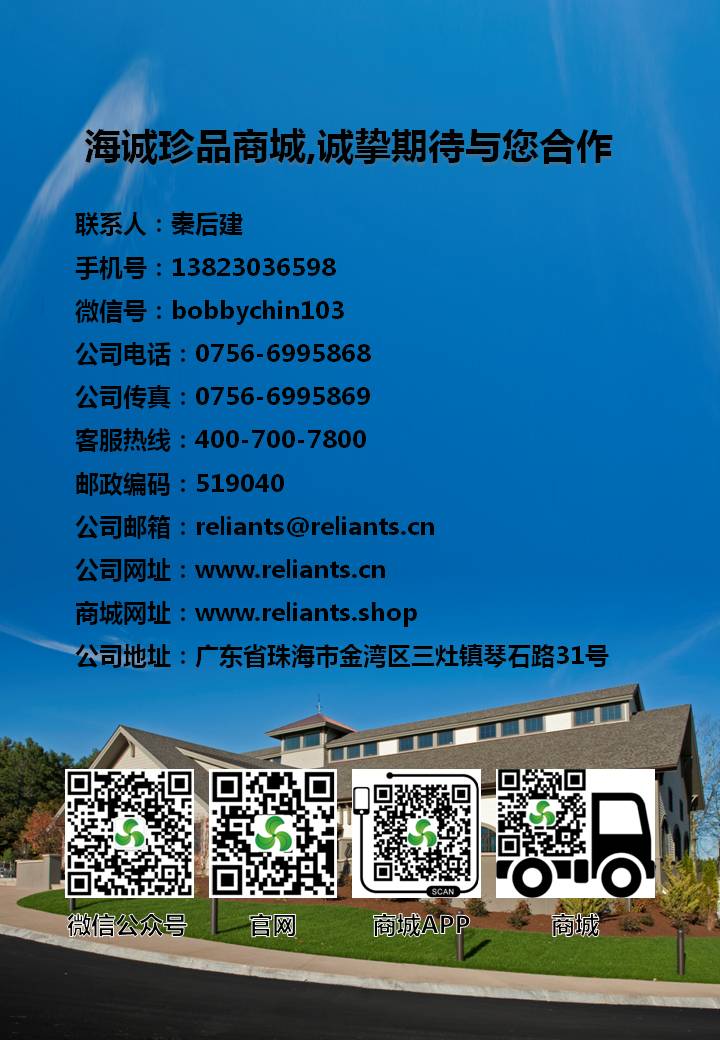 海诚珍品商城,诚挚期待与您合作
联系人：秦后建
手机号：13823036598
微信号：bobbychin103
公司电话：0756-6995868
公司传真：0756-6995869
客服热线：400-700-7800
邮政编码：519040
公司邮箱：reliants@reliants.cn
公司网址：www.reliants.cn
商城网址：www.reliants.shop
公司地址：广东省珠海市金湾区三灶镇琴石路31号
SCAN
微信公众号 官网 商城APP 商城